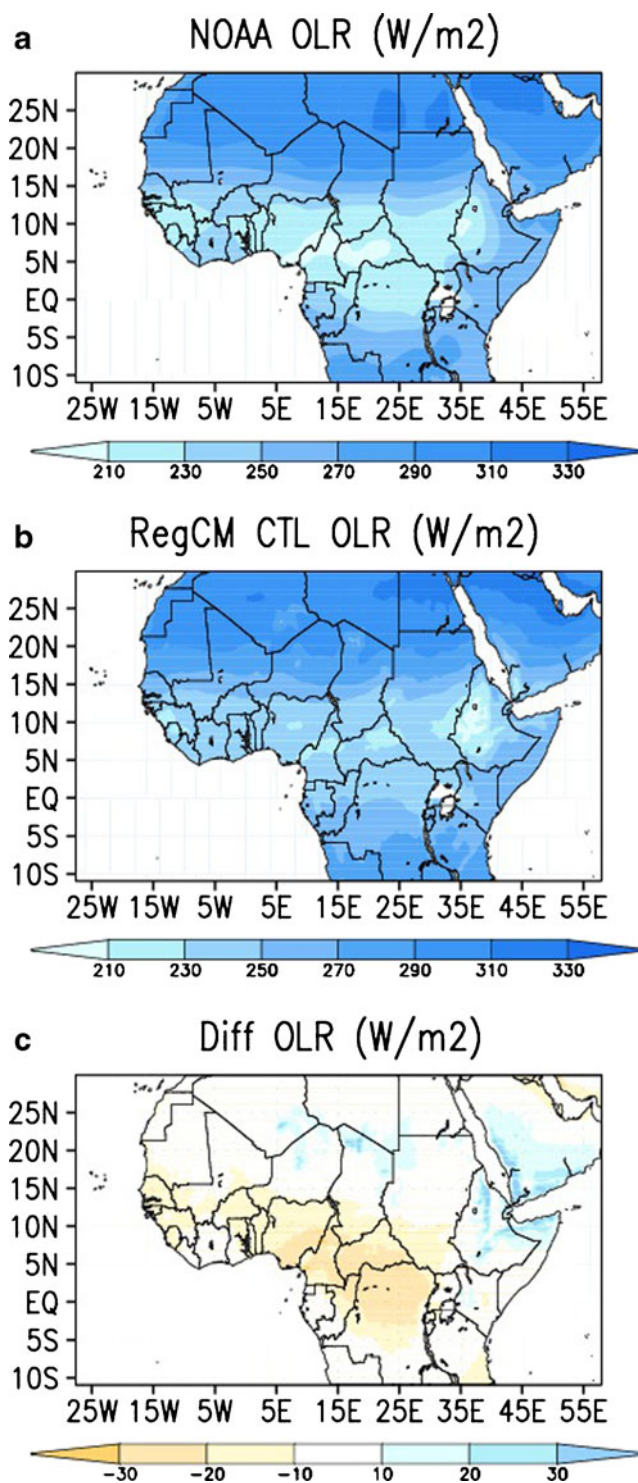 a NOAA OLR (W/m2)
25N
20N
15N
10N
5N
EQ
5S
10S
25W 15W 5W 5E 15E 25E 35E 45E 55E
210 230 250 270 290 310 330
b RegCM CTL OLR (W/m2)
25N
20N
15N
10N
5N
EQ
5S
10S
25W 15W 5W 5E 15E 25E 35E 45E 55E
210 230 250 270 290 310 330
c Diff OLR (W/m2)
25N
20N
15N
10N
5N
EQ
5S
10S
25W 15W 5W 5E 15E 25E 35E 45E 55E
-30 -20 -10 10 20 30